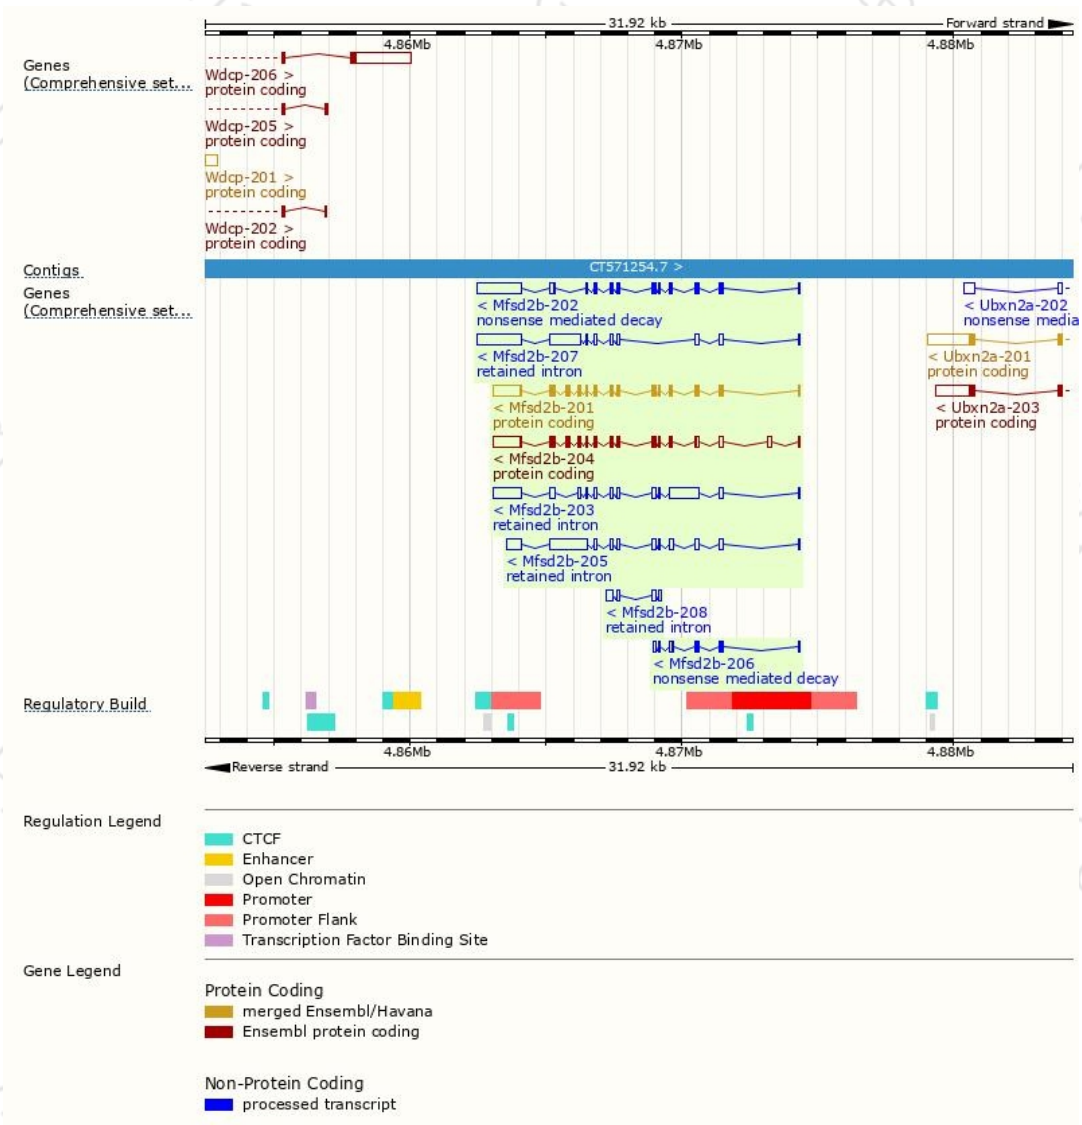 31.92 kb
Forward strand
4.86Mb 4.87Mb 4.88Mb
Genes
(Comprehensive set...
Wdcp-206 >
protein coding
Wdcp-205 >
protein coding
Wdcp-201 >
protein coding
Wdcp-202 >
protein coding
Contigs
CT571254.7 >
Genes
(Comprehensive set...
< Mfsd2b-202
nonsense mediated decay
< Ubxn2a-202
nonsense media
< Mfsd2b-207
retained intron
< Ubxn2a-201
protein coding
< Mfsd2b-201
protein coding
< Ubxn2a-203
protein coding
< Mfsd2b-204
protein coding
< Mfsd2b-203
retained intron
< Mfsd2b-205
retained intron
< Mfsd2b-208
retained intron
< Mfsd2b-206
nonsense mediated decay
Regulatory Build
4.86Mb 4.87Mb 4.88Mb
Reverse strand
31.92 kb
Regulation Legend
CTCF
Enhancer
Open Chromatin
Promoter
Promoter Flank
Transcription Factor Binding Site
Gene Legend
Protein Coding
merged Ensembl/Havana
Ensembl protein coding
Non-Protein Coding
processed transcript